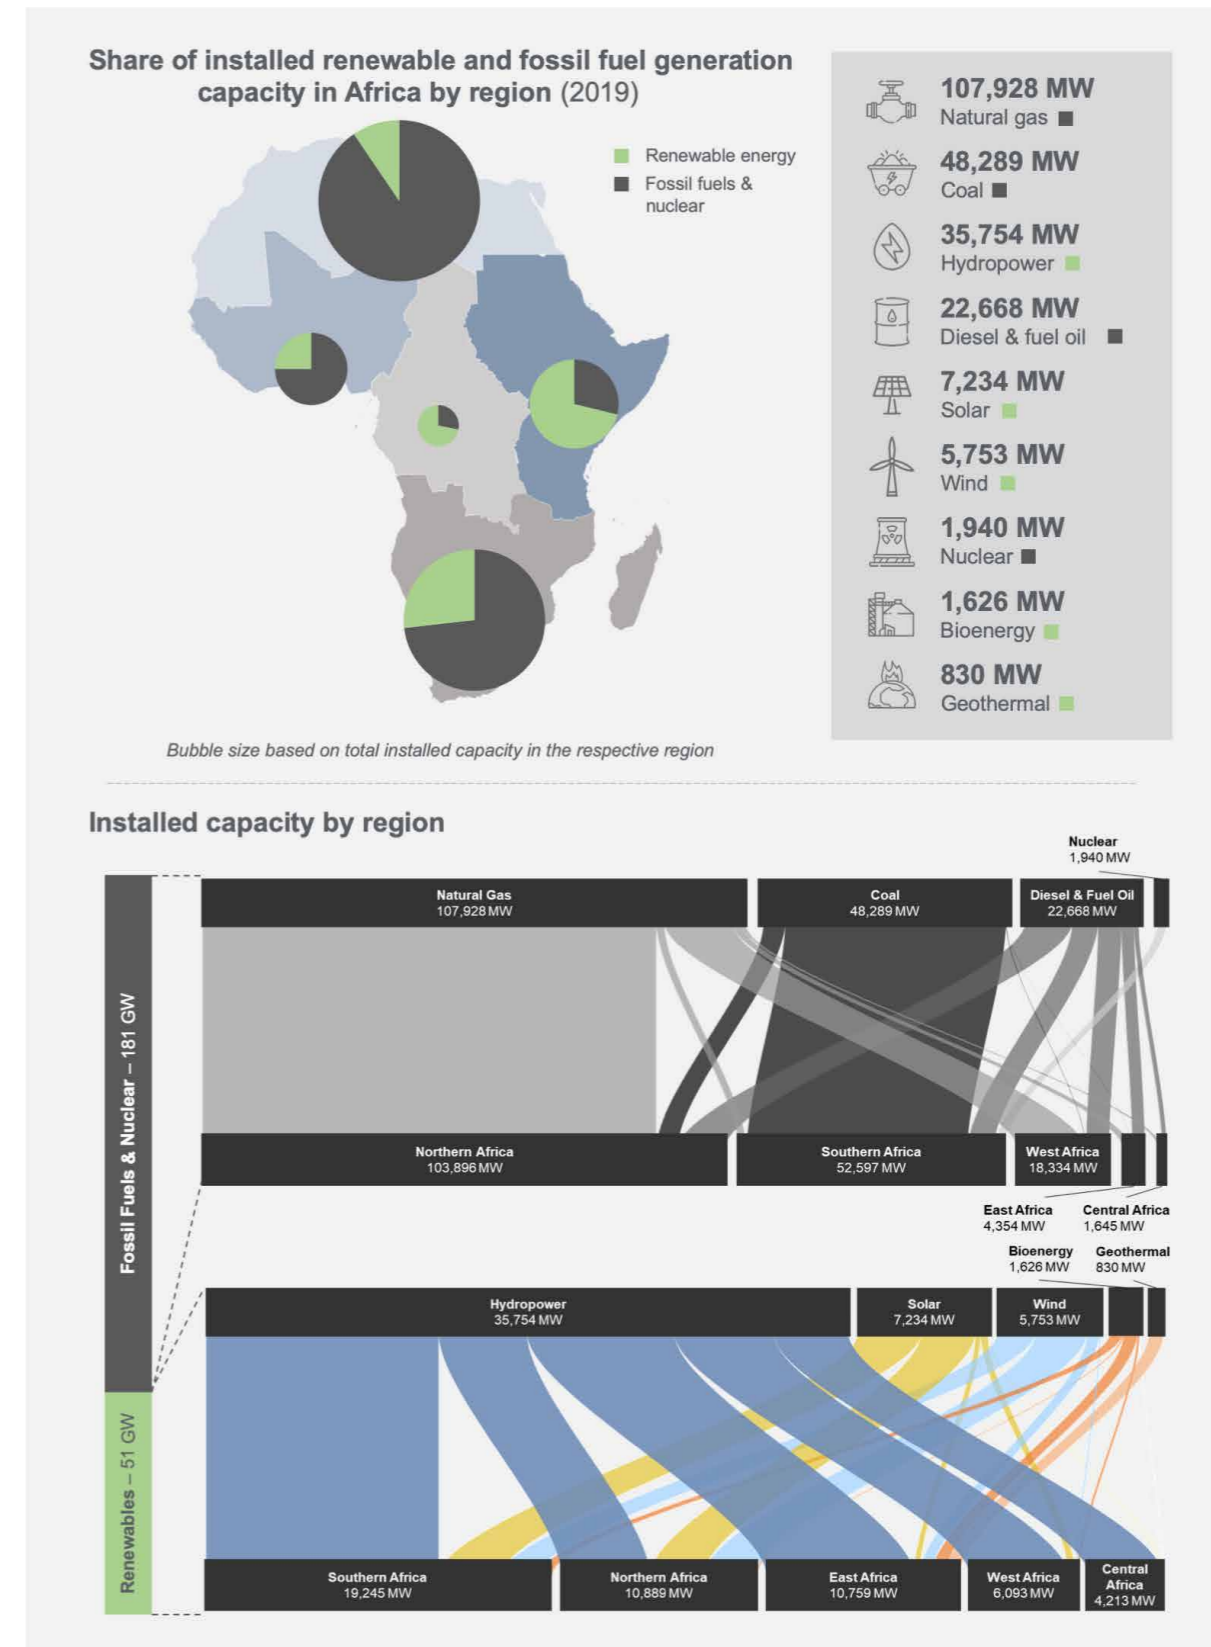 Share of installed renewable and fossil fuel generation
capacity in Africa by region (2019)
Renewable energy
Fossil fuels &
nuclear
107,928 MW
Natural gas
48,289 MW
Coal
35,754 MW
Hydropower
22,668 MW
Diesel & fuel oil
7,234 MW
Solar
5,753 MW
Wind
1,940 MW
Nuclear
1,626 MW
Bioenergy
830 MW
Geothermal
Bubble size based on total installed capacity in the respective region
Installed capacity by region
Fossil Fuels & Nuclear – 181 GW
Nuclear
1,940 MW
Natural Gas
107,928 MW
Coal
48,289 MW
Diesel & Fuel Oil
22,668 MW
Northern Africa
103,896 MW
Southern Africa
52,597 MW
West Africa
18,334 MW
East Africa
4,354 MW
Central Africa
1,645 MW
Renewables – 51 GW
Bioenergy
1,626 MW
Geothermal
830 MW
Hydropower
35,754 MW
Solar
7,234 MW
Wind
5,753 MW
Southern Africa
19,245 MW
Northern Africa
10,889 MW
East Africa
10,759 MW
West Africa
6,093 MW
Central
Africa
4,213 MW